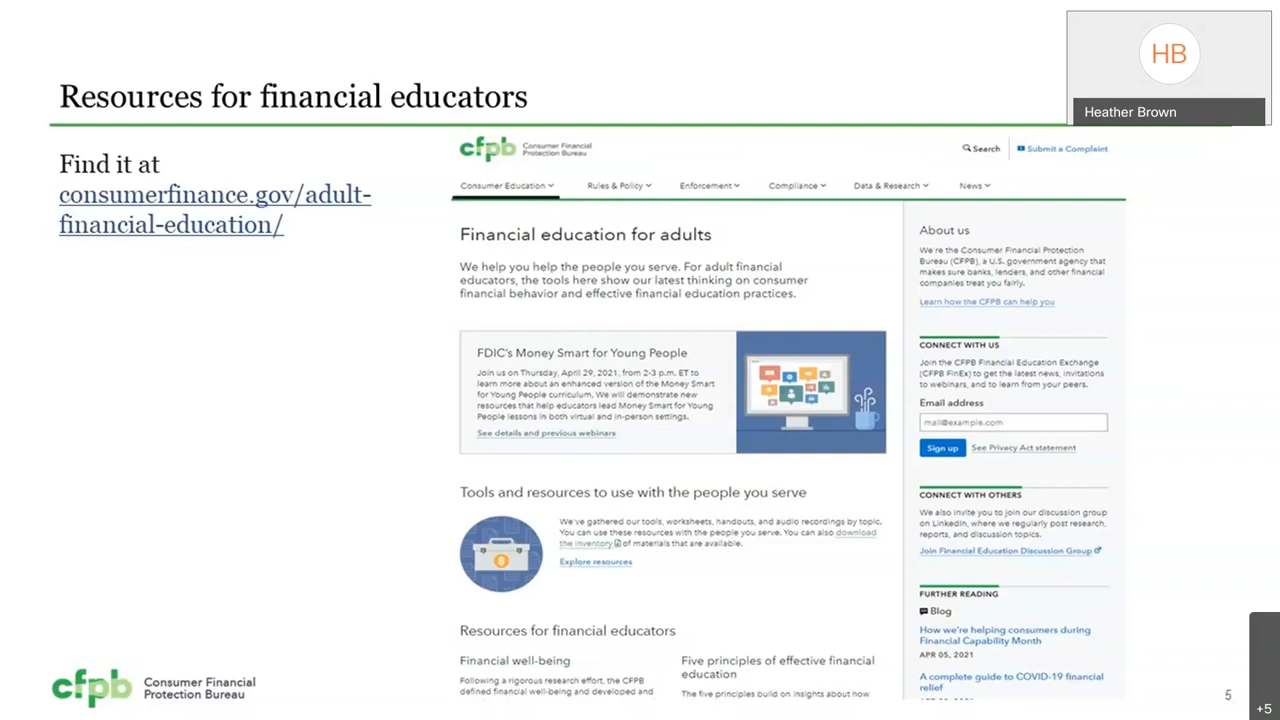 HB
Heather Brown
Resources for financial educators
Find it at
consumerfinance.gov/adult-
financial-education/
cfpb Consumer Financial
Protection Bureau
Search
Submit a Complaint
Consumer Education
Rules & Policy
Enforcement
Compliance
Data & Research
News
Financial education for adults
We help you help the people you serve. For adult financial
educators, the tools here show our latest thinking on consumer
financial behavior and effective financial education practices.
FDIC's Money Smart for Young People
Join us on Thursday, April 29, 2021, from 2-3 p.m. ET to
learn more about an enhanced version of the Money Smart
for Young People curriculum. We will demonstrate new
resources that help educators lead Money Smart for Young
People lessons in both virtual and in-person settings.
See details and previous webinars
Tools and resources to use with the people you serve
We've gathered our tools, worksheets, handouts, and audio recordings by topic.
You can use these resources with the people you serve. You can also download
the inventory of materials that are available.
Explore resources
Resources for financial educators
Financial well-being
Following a rigorous research effort, the CFPB
defined financial well-being and developed and
Five principles of effective financial
education
The five principles build on insights about how
About us
We're the Consumer Financial Protection
Bureau (CFPB), a U.S. government agency that
makes sure banks, lenders, and other financial
companies treat you fairly.
Learn how the CFPB can help you
CONNECT WITH US
Join the CFPB Financial Education Exchange
(CFPB FinEx) to get the latest news, invitations
to webinars, and to learn from your peers.
Email address
mail@example.com
Sign up
See Privacy Act statement
CONNECT WITH OTHERS
We also invite you to join our discussion group
on LinkedIn, where we regularly post research,
reports, and discussion topics.
Join Financial Education Discussion Group
FURTHER READING
Blog
How we're helping consumers during
Financial Capability Month
APR 05, 2021
A complete guide to COVID-19 financial
relief
cfpb Consumer Financial
Protection Bureau
5
+5